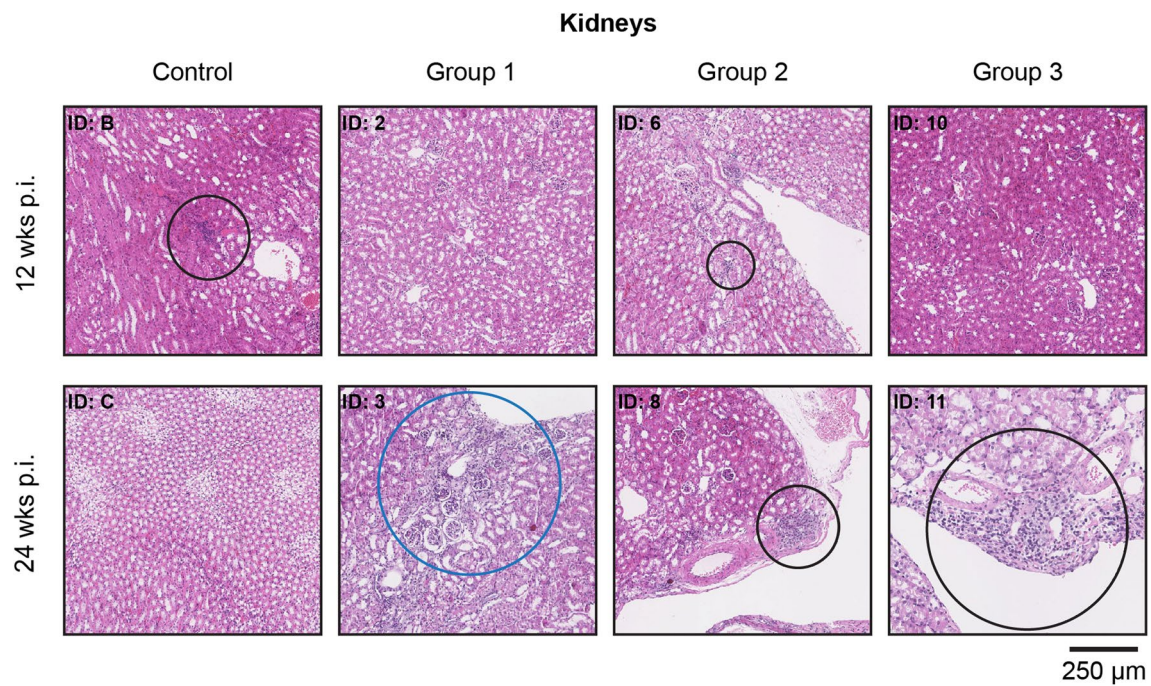 Kidneys
Control Group 1 Group 2 Group 3
12 wks p.i.
ID: B ID: 2 ID: 6 ID: 10
24 wks p.i.
ID: C ID: 3 ID: 8 ID: 11
250 µm